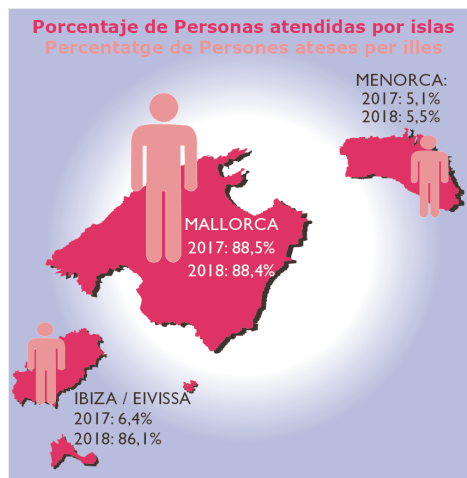 Porcentaje de Personas atendidas por islas
Percentatge de Persones ateses per illes
MENORCA:
2017: 5,1%
2018: 5,5%
MALLORCA
2017: 88,5%
2018: 88,4%
IBIZA / EIVISSA
2017: 6,4%
2018: 86,1%